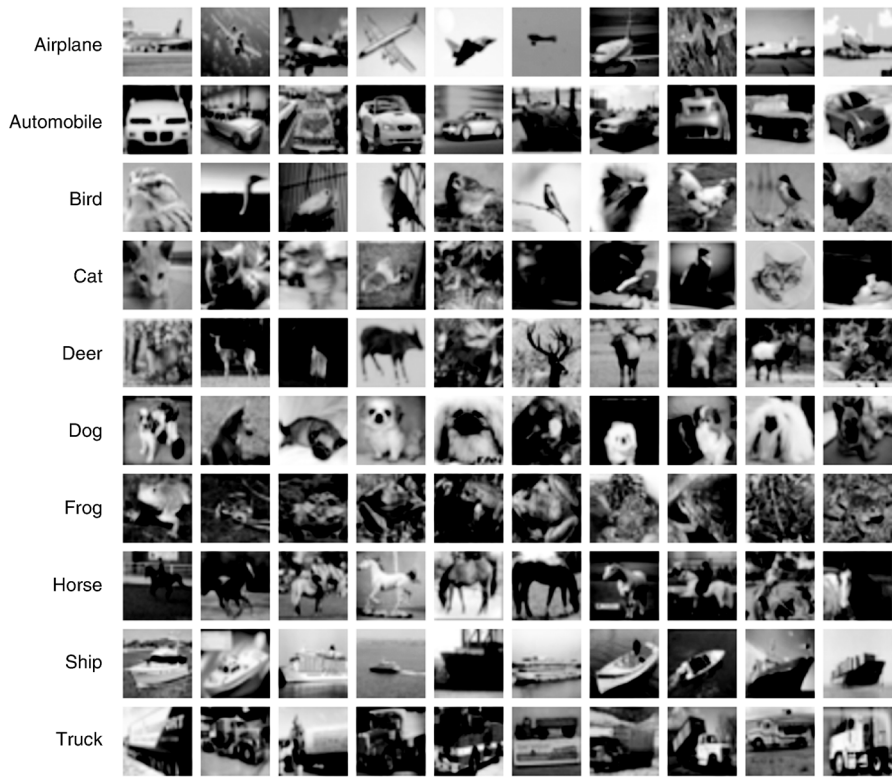 Airplane
Automobile
Bird
Cat
Deer
Dog
Frog
Horse
Ship
Truck